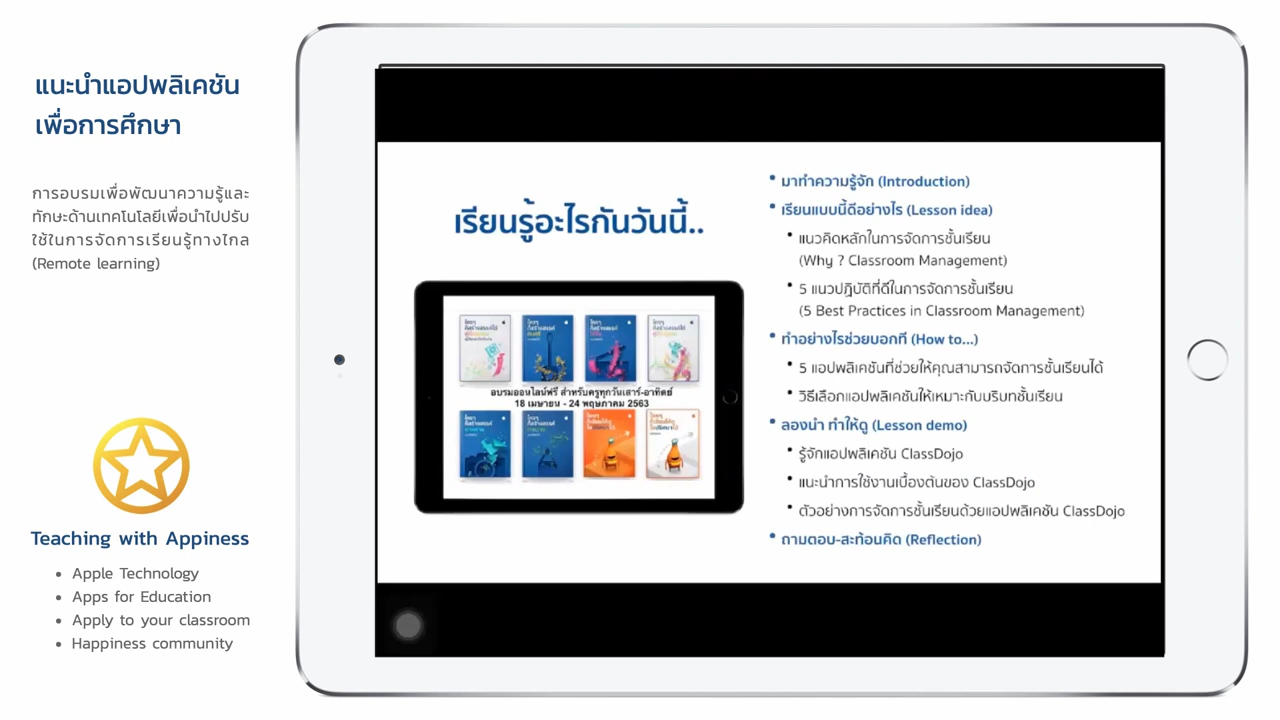 แนะนำแอปพลิเคชัน
เพื่อการศึกษา
การอบรมเพื่อพัฒนาความรู้และ
ทักษะด้านเทคโนโลยีเพื่อนำไปปรับ
ใช้ในการจัดการเรียนรู้ทางไกล
(Remote learning)
Teaching with Appiness
• Apple Technology
• Apps for Education
• Apply to your classroom
• Happiness community
เรียนรู้อะไรกันวันนี้..
อบรมออนไลน์ฟรี สำหรับครูทุกวันเสาร์-อาทิตย์
18 เมษายน - 24 พฤษภาคม 2563
• มาทำความรู้จัก (Introduction)
• เรียนแบบนี้ดีอย่างไร (Lesson idea)
• แนวคิดหลักในการจัดการชั้นเรียน
(Why ? Classroom Management)
• 5 แนวปฏิบัติที่ดีในการจัดการชั้นเรียน
(5 Best Practices in Classroom Management)
• ทำอย่างไรช่วยบอกที (How to...)
• 5 แอปพลิเคชันที่ช่วยให้คุณสามารถจัดการชั้นเรียนได้
• วิธีเลือกแอปพลิเคชันให้เหมาะกับบริบทชั้นเรียน
• ลองนำ ทำให้ดู (Lesson demo)
• รู้จักแอปพลิเคชัน ClassDojo
• แนะนำการใช้งานเบื้องต้นของ ClassDojo
• ตัวอย่างการจัดการชั้นเรียนด้วยแอปพลิเคชัน ClassDojo
• ถามตอบ-สะท้อนคิด (Reflection)